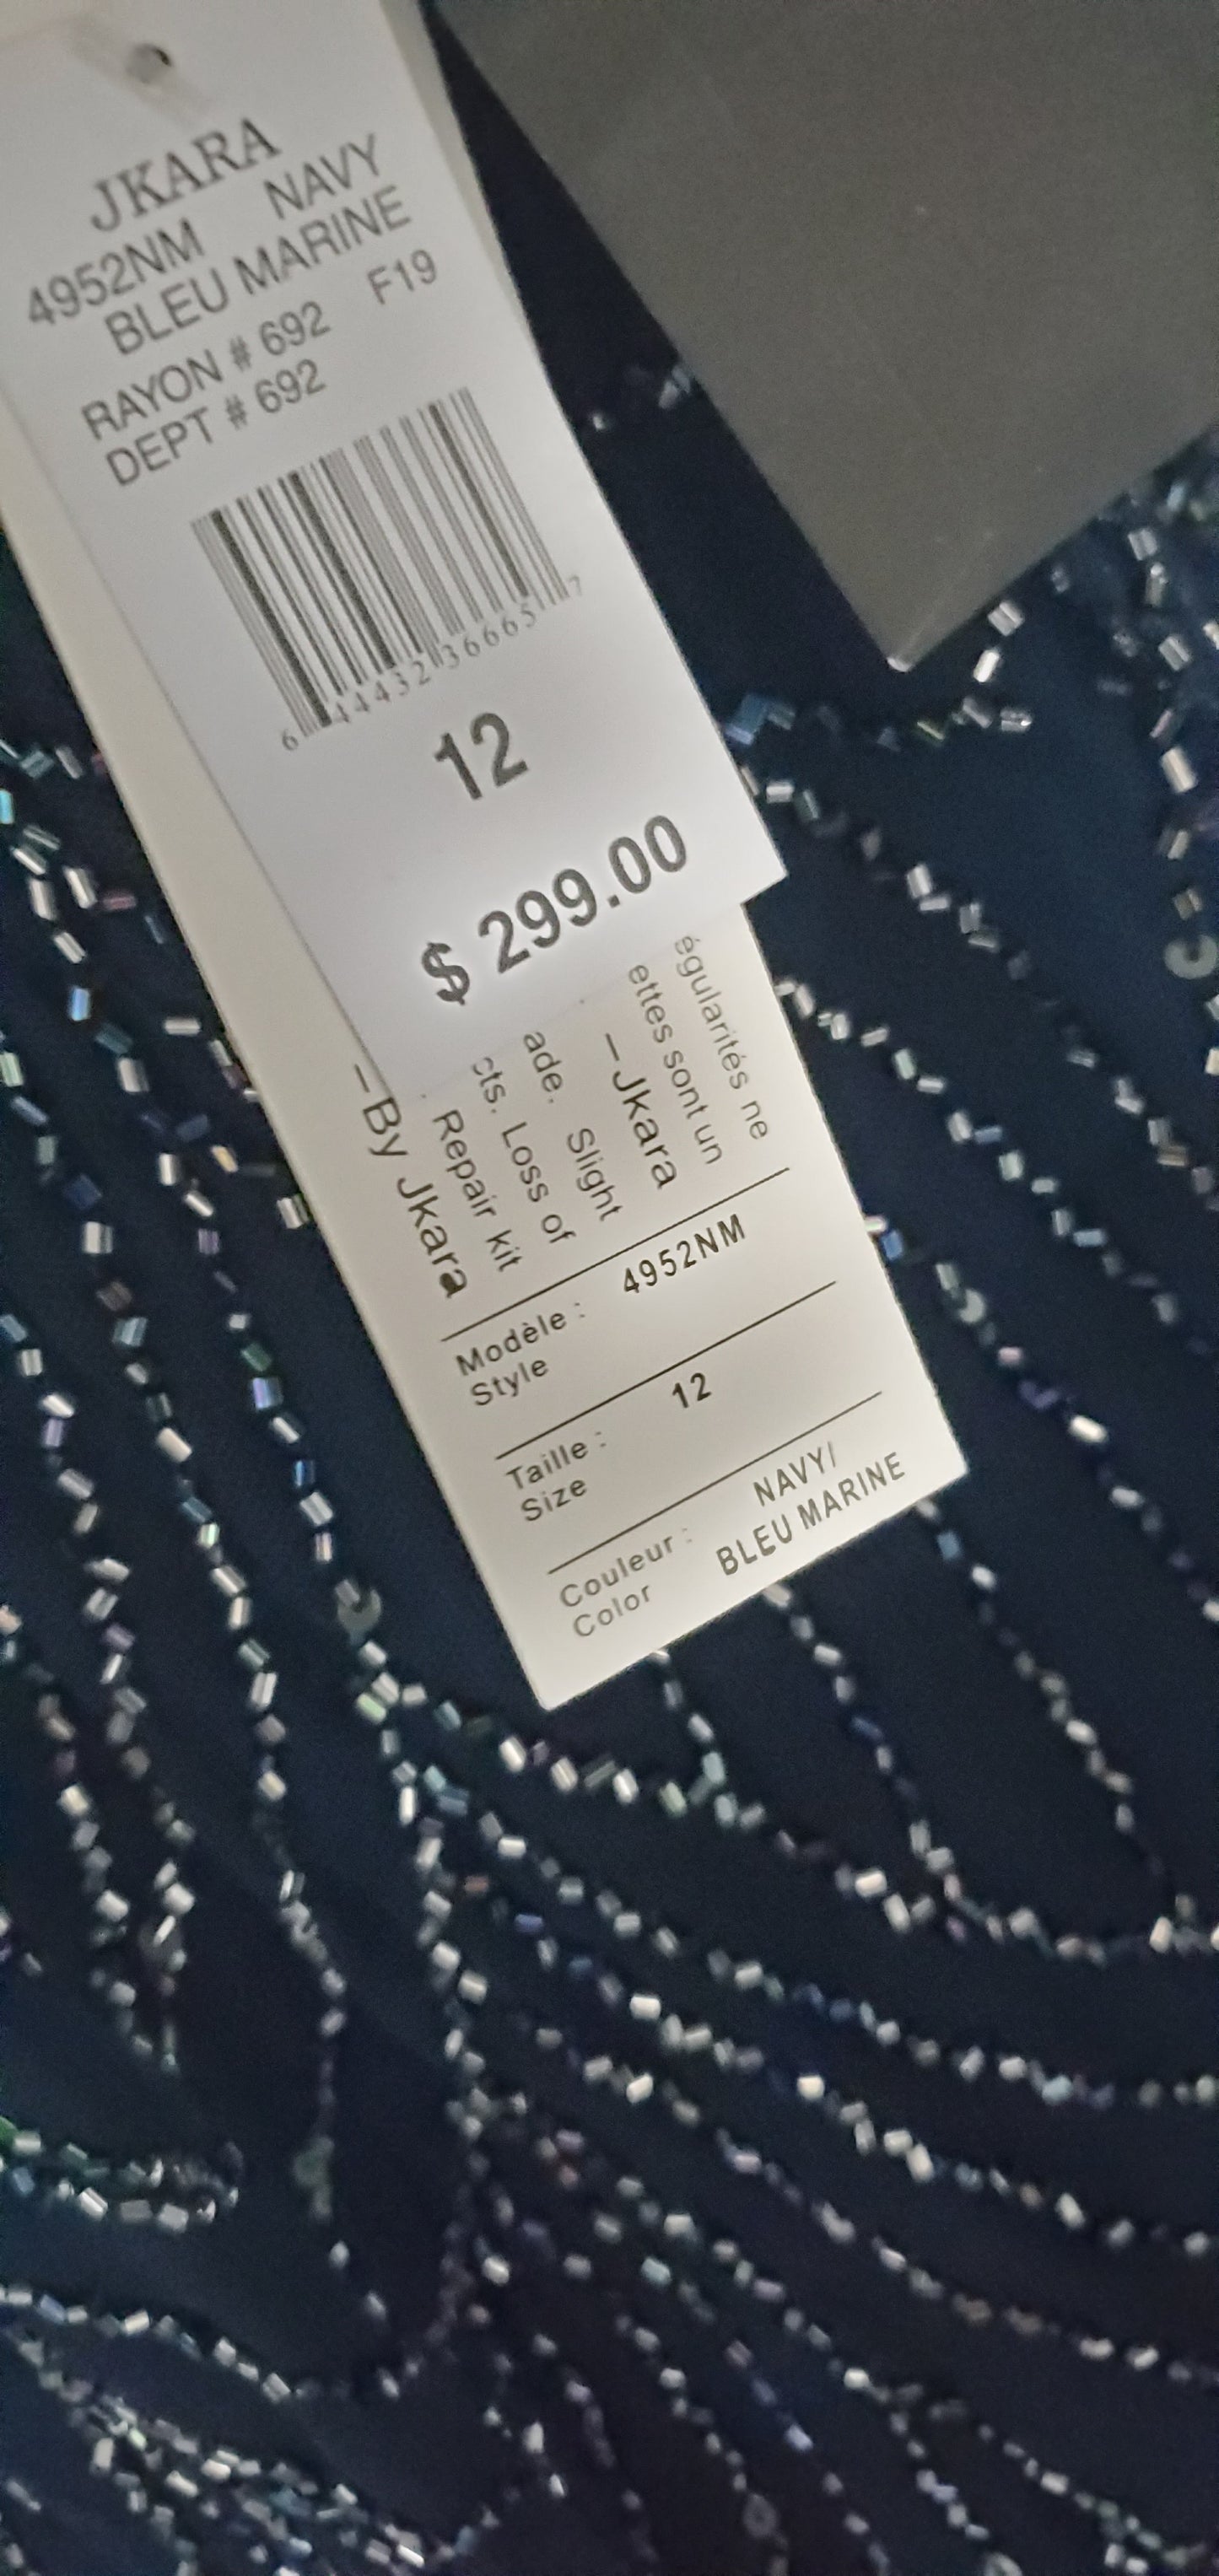 JKARA
4952NM NAVY
BLEU MARINE
RAYON # 692 F19
DEPT # 692
6 44432 36665 7
12
$ 299.00
égularités ne
ettes sont un
– Jkara
ade. Slight
cts. Loss of
. Repair kit
– By Jkara
Modèle : 4952NM
Style
Taille : 12
Size
Couleur : NAVY/
Color BLEU MARINE